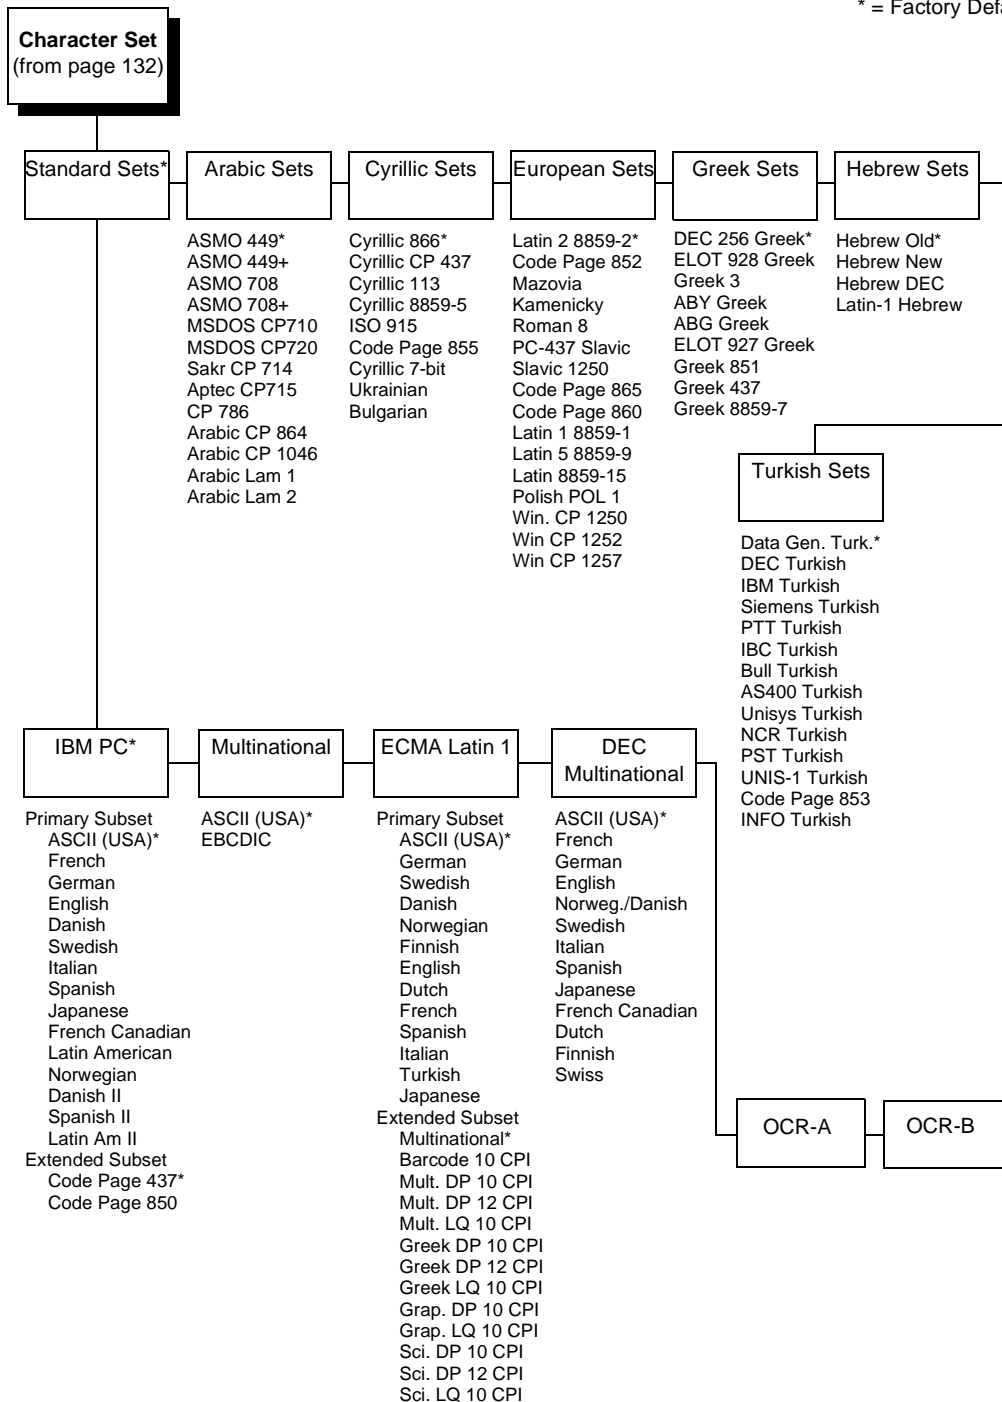 * = Factory Defa
Character Set
(from page 132)
Standard Sets*
Arabic Sets
Cyrillic Sets
European Sets
Greek Sets
Hebrew Sets
ASMO 449*
ASMO 449+
ASMO 708
ASMO 708+
MSDOS CP710
MSDOS CP720
Sakr CP 714
Aptec CP715
CP 786
Arabic CP 864
Arabic CP 1046
Arabic Lam 1
Arabic Lam 2
Cyrillic 866*
Cyrillic CP 437
Cyrillic 113
Cyrillic 8859-5
ISO 915
Code Page 855
Cyrillic 7-bit
Ukrainian
Bulgarian
Latin 2 8859-2*
Code Page 852
Mazovia
Kamenicky
Roman 8
PC-437 Slavic
Slavic 1250
Code Page 865
Code Page 860
Latin 1 8859-1
Latin 5 8859-9
Latin 8859-15
Polish POL 1
Win. CP 1250
Win CP 1252
Win CP 1257
DEC 256 Greek*
ELOT 928 Greek
Greek 3
ABY Greek
ABG Greek
ELOT 927 Greek
Greek 851
Greek 437
Greek 8859-7
Hebrew Old*
Hebrew New
Hebrew DEC
Latin-1 Hebrew
Turkish Sets
Data Gen. Turk.*
DEC Turkish
IBM Turkish
Siemens Turkish
PTT Turkish
IBC Turkish
Bull Turkish
AS400 Turkish
Unisys Turkish
NCR Turkish
PST Turkish
UNIS-1 Turkish
Code Page 853
INFO Turkish
IBM PC*
Multinational
ECMA Latin 1
DEC
Multinational
Primary Subset
ASCII (USA)*
French
German
English
Danish
Swedish
Italian
Spanish
Japanese
French Canadian
Latin American
Norwegian
Danish II
Spanish II
Latin Am II
Extended Subset
Code Page 437*
Code Page 850
ASCII (USA)*
EBCDIC
Primary Subset
ASCII (USA)*
German
Swedish
Danish
Norwegian
Finnish
English
Dutch
French
Spanish
Italian
Turkish
Japanese
Extended Subset
Multinational*
Barcode 10 CPI
Mult. DP 10 CPI
Mult. DP 12 CPI
Mult. LQ 10 CPI
Greek DP 10 CPI
Greek DP 12 CPI
Greek LQ 10 CPI
Grap. DP 10 CPI
Grap. LQ 10 CPI
Sci. DP 10 CPI
Sci. DP 12 CPI
Sci. LQ 10 CPI
ASCII (USA)*
French
German
English
Norweg./Danish
Swedish
Italian
Spanish
Japanese
French Canadian
Dutch
Finnish
Swiss
OCR-A
OCR-B